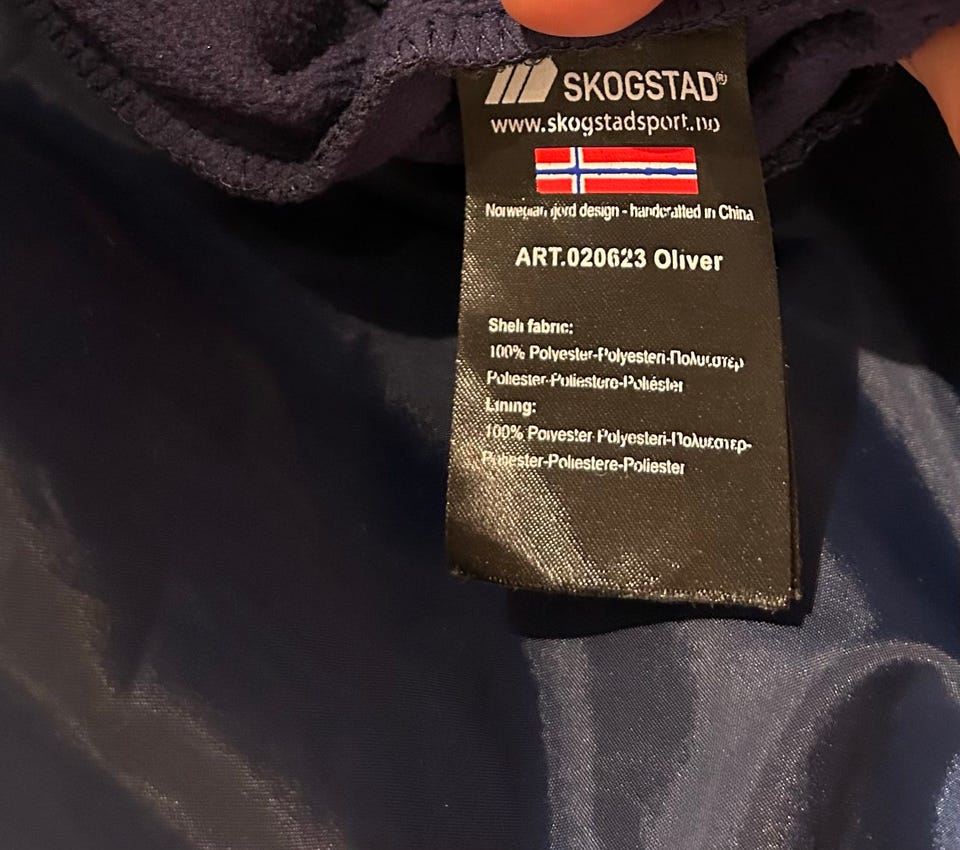 SKOGSTAD®
www.skogstadsport.no
Norwegian fjord design - handcrafted in China
ART.020623 Oliver
Shell fabric:
100% Polyester-Polyesteri-Πολυεστερ
Poliester-Poliestere-Poliéster
Lining:
100% Polyester-Polyesteri-Πολυεστερ-
Poliester-Poliestere-Poliester